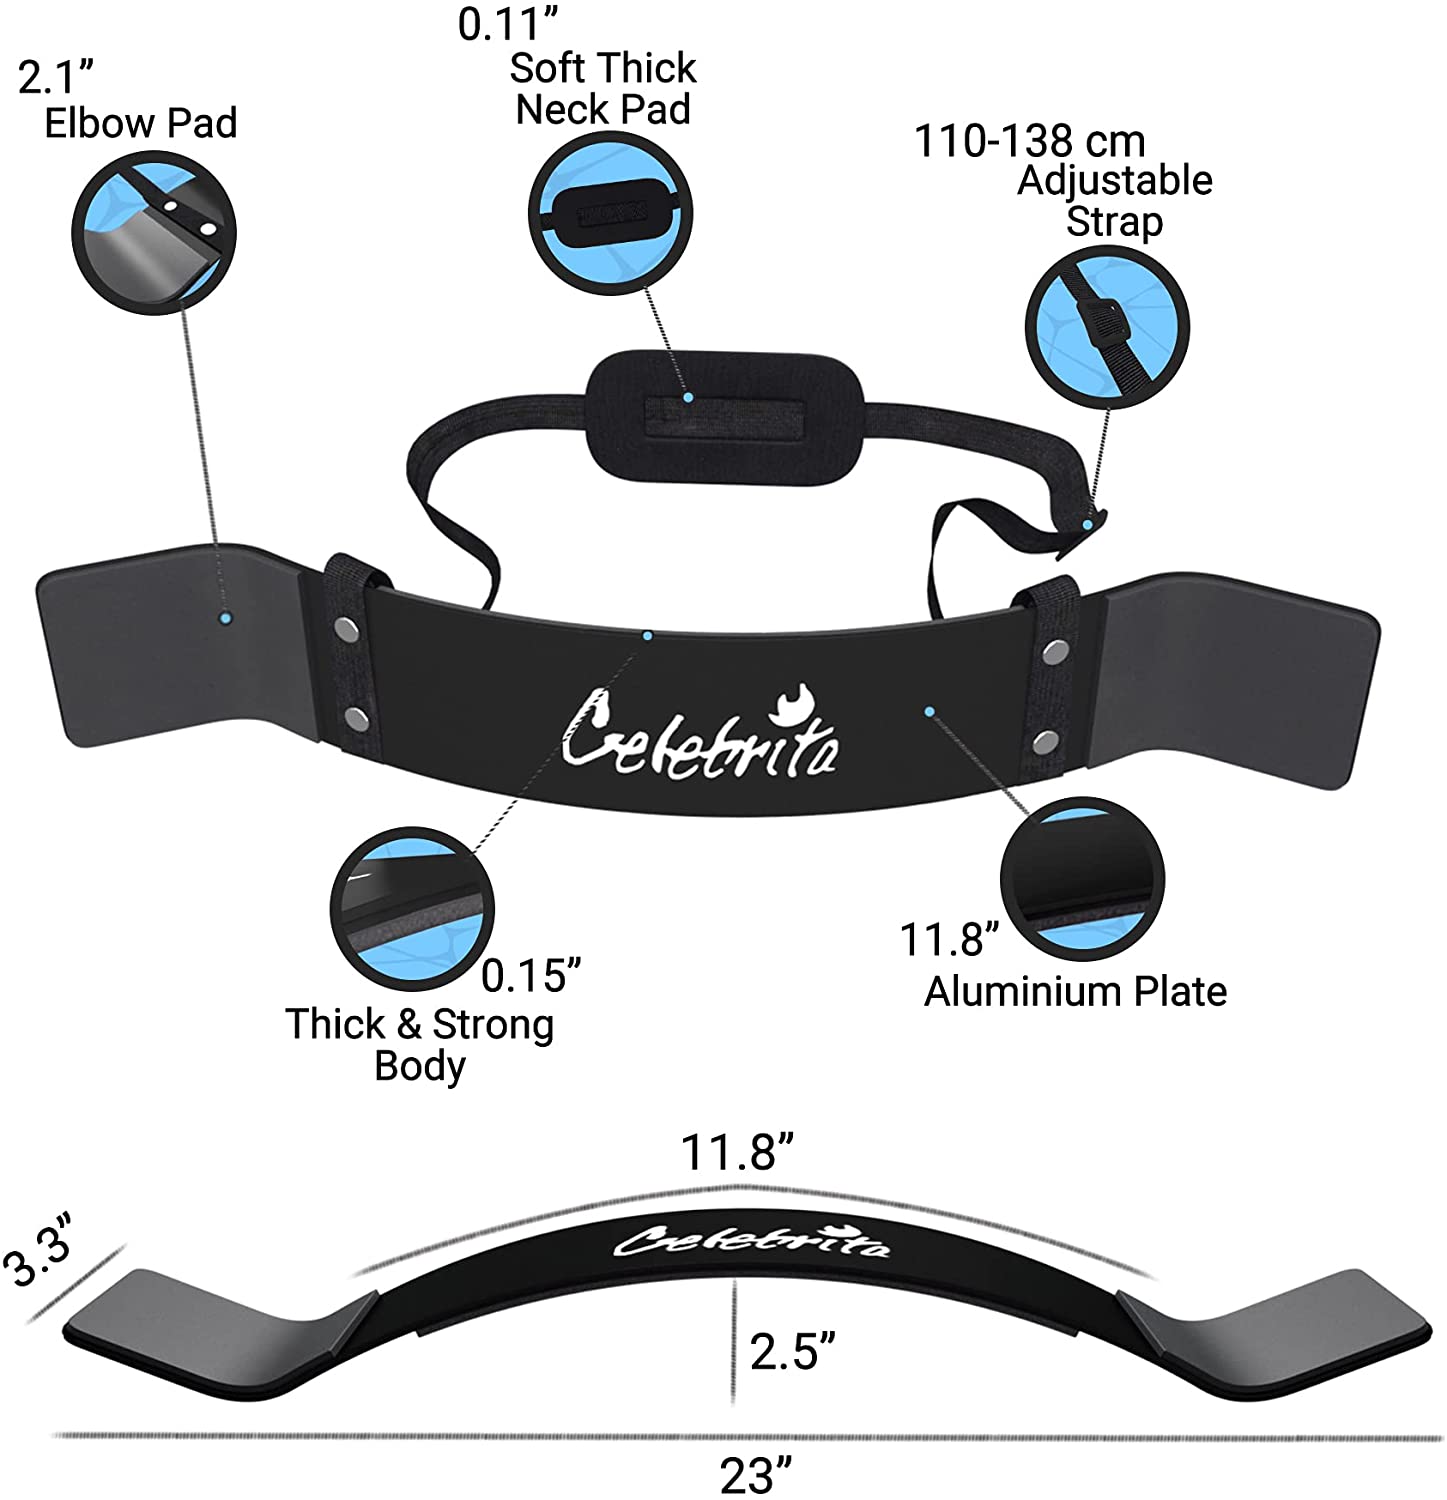 0.11”
Soft Thick
Neck Pad
2.1”
Elbow Pad
110-138 cm
Adjustable
Strap
Celebrita
11.8”
Aluminium Plate
0.15”
Thick & Strong
Body
11.8”
3.3”
Celebrita
2.5”
23”